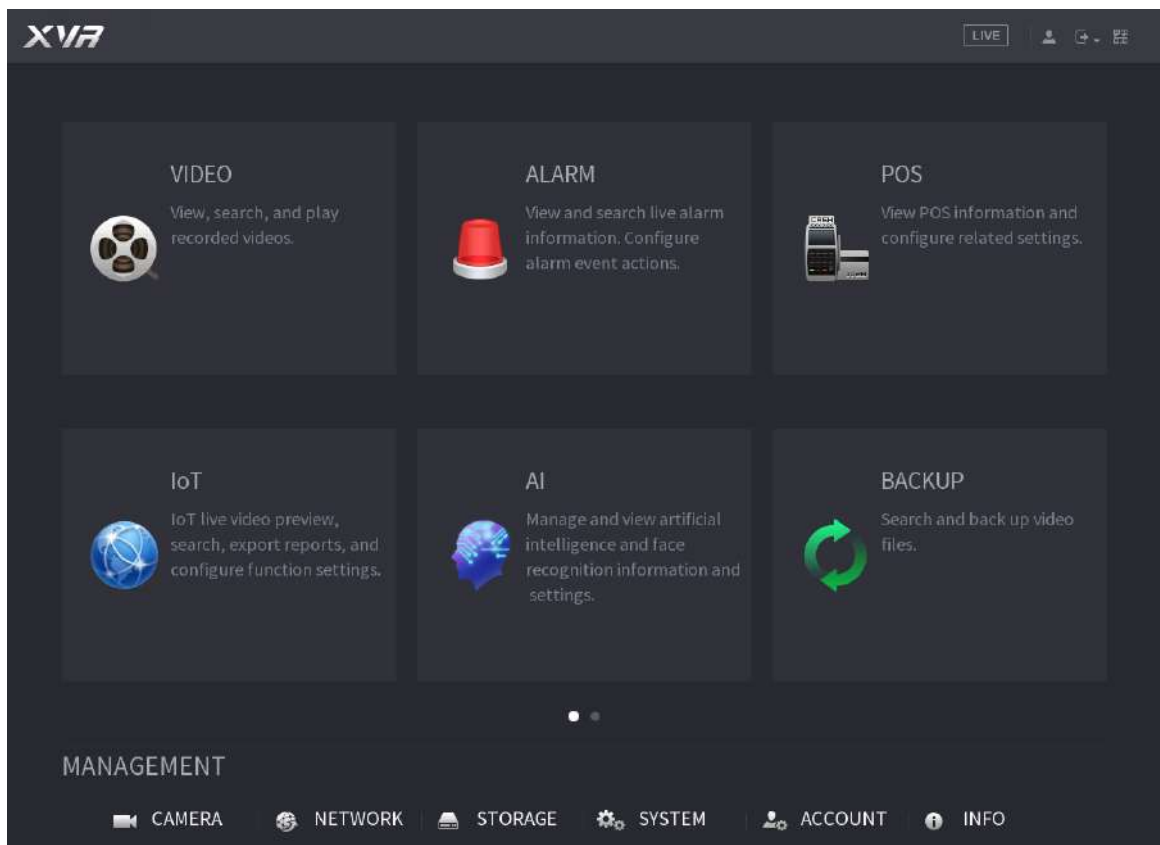 XVR
LIVE
VIDEO
View, search, and play
recorded videos.
ALARM
View and search live alarm
information. Configure
alarm event actions.
POS
View POS information and
configure related settings.
IoT
IoT live video preview,
search, export reports, and
configure function settings.
AI
Manage and view artificial
intelligence and face
recognition information and
settings.
BACKUP
Search and back up video
files.
MANAGEMENT
CAMERA
NETWORK
STORAGE
SYSTEM
ACCOUNT
INFO